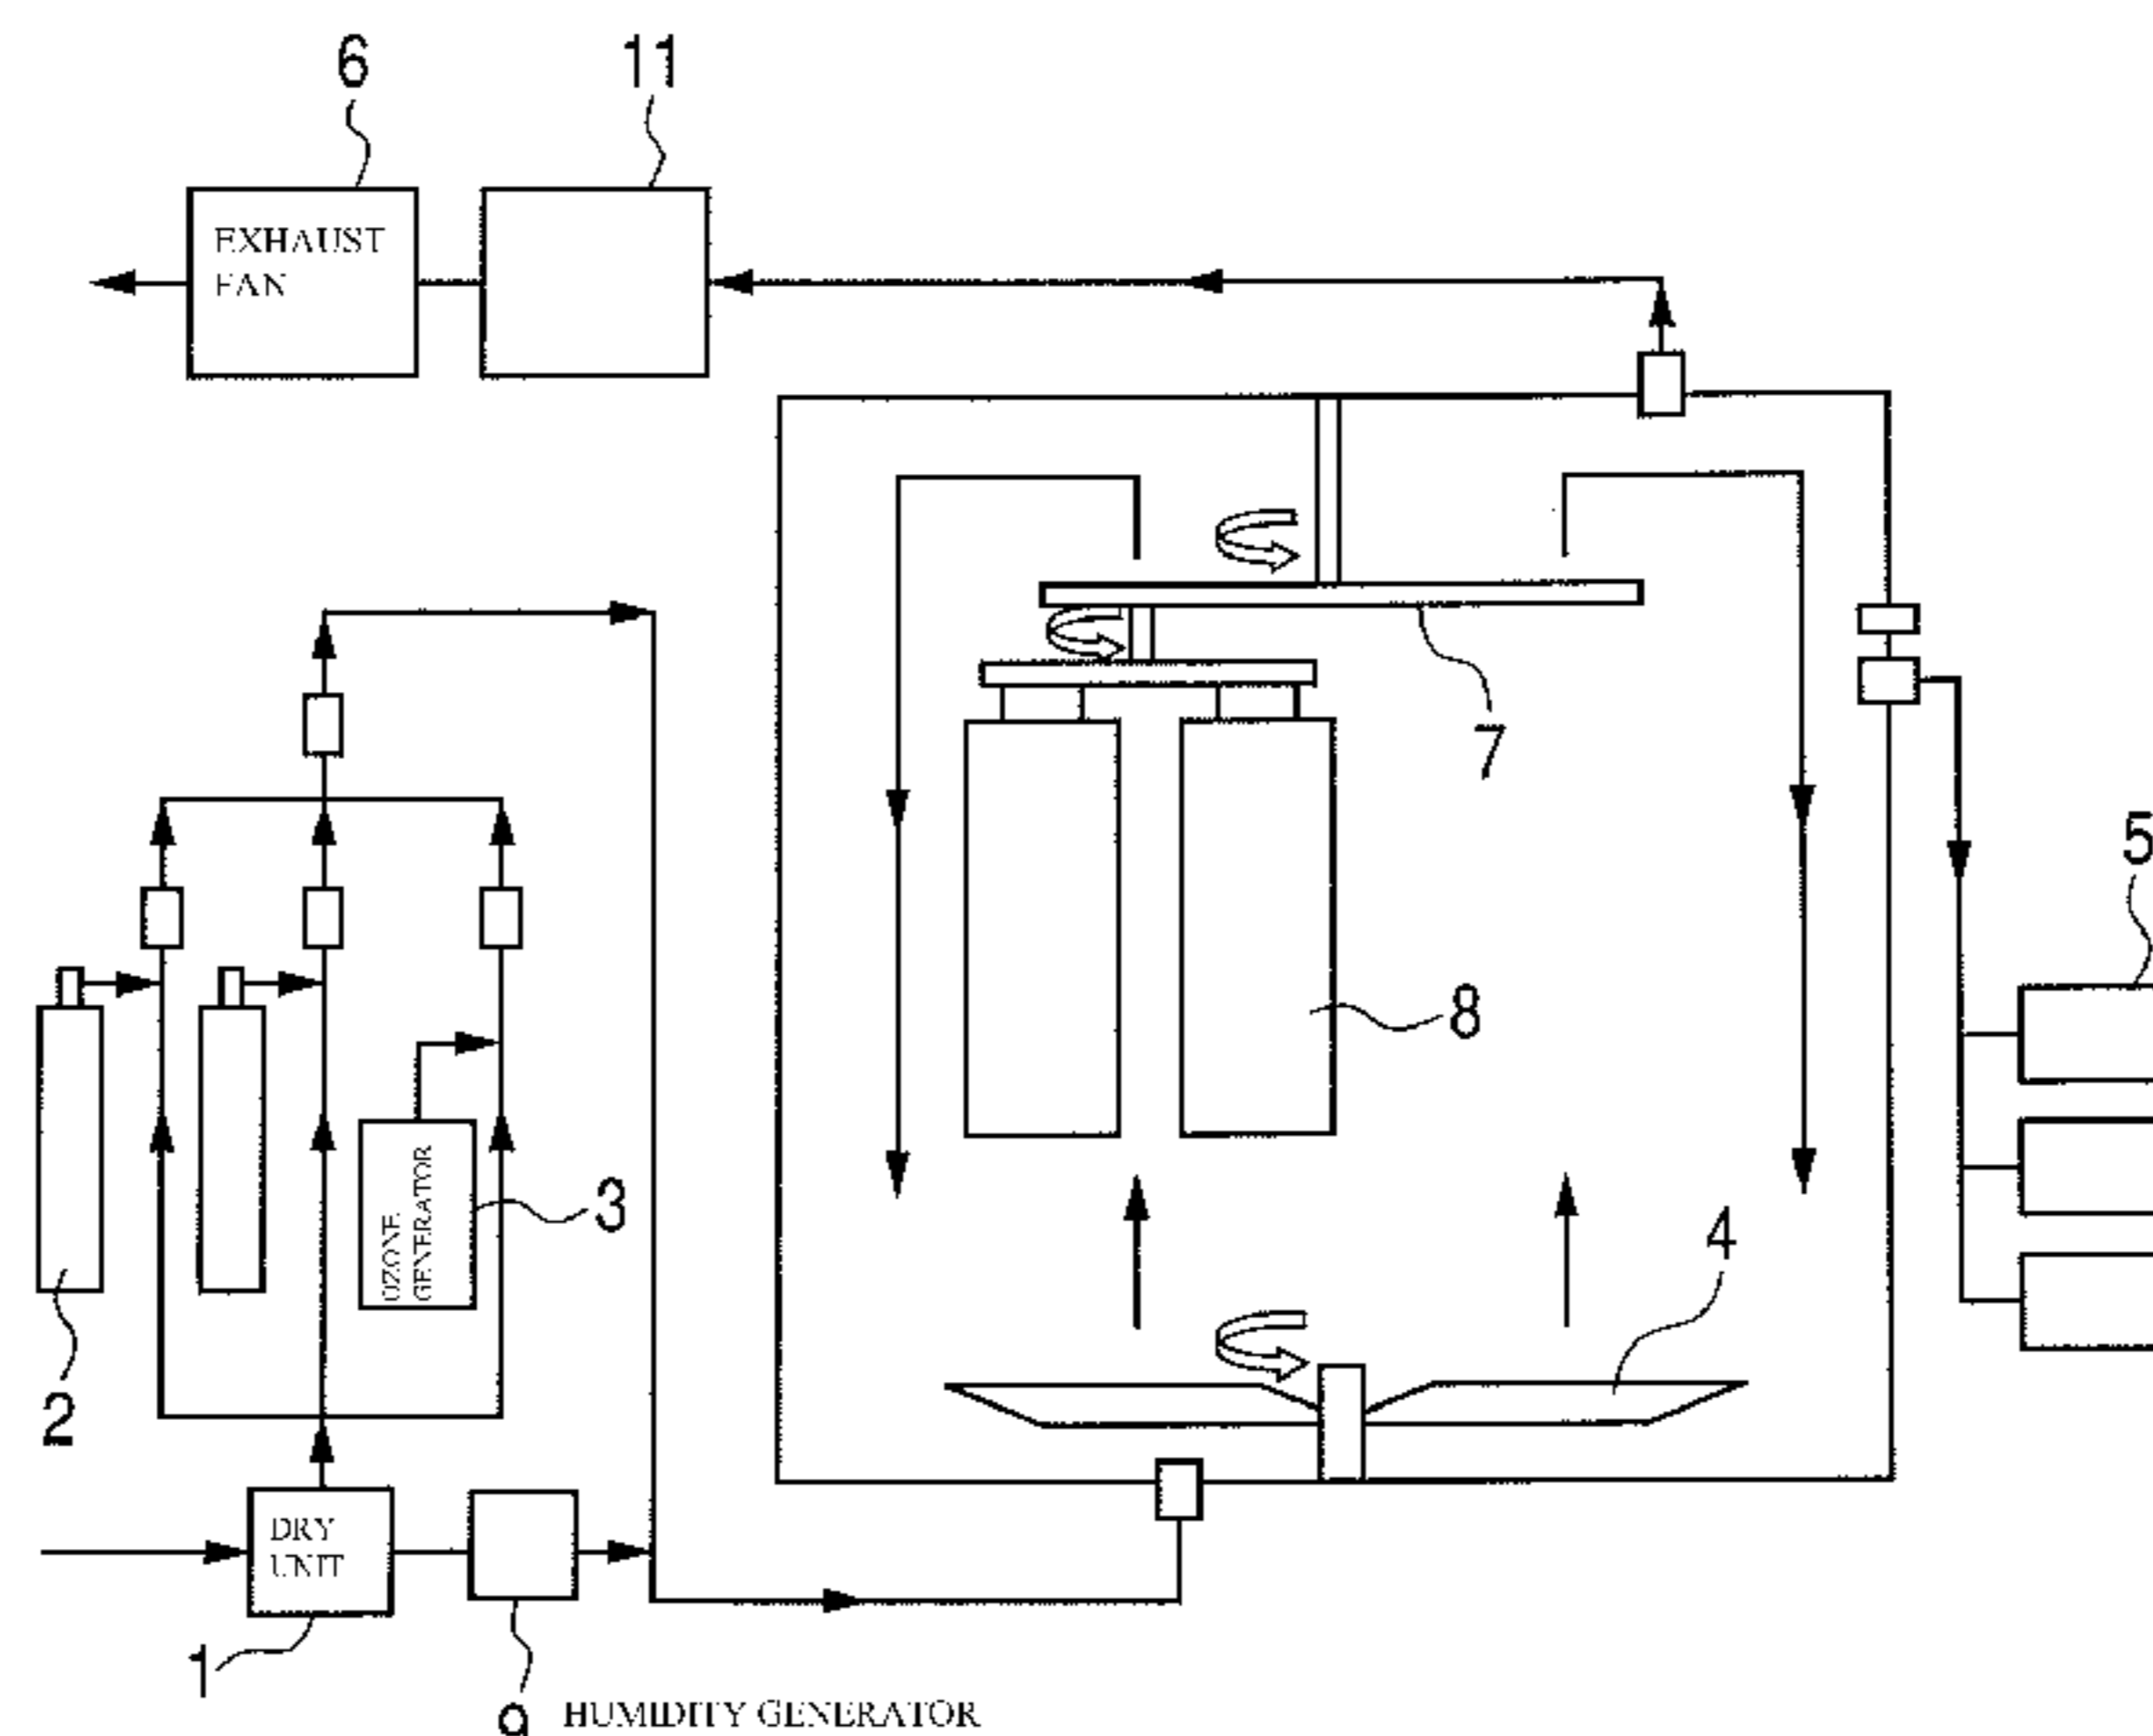 6
11
EXHAUST
FAN
7
5
8
OZONE
GENERATOR
3
4
2
DRY
UNIT
1
9 HUMIDITY GENERATOR